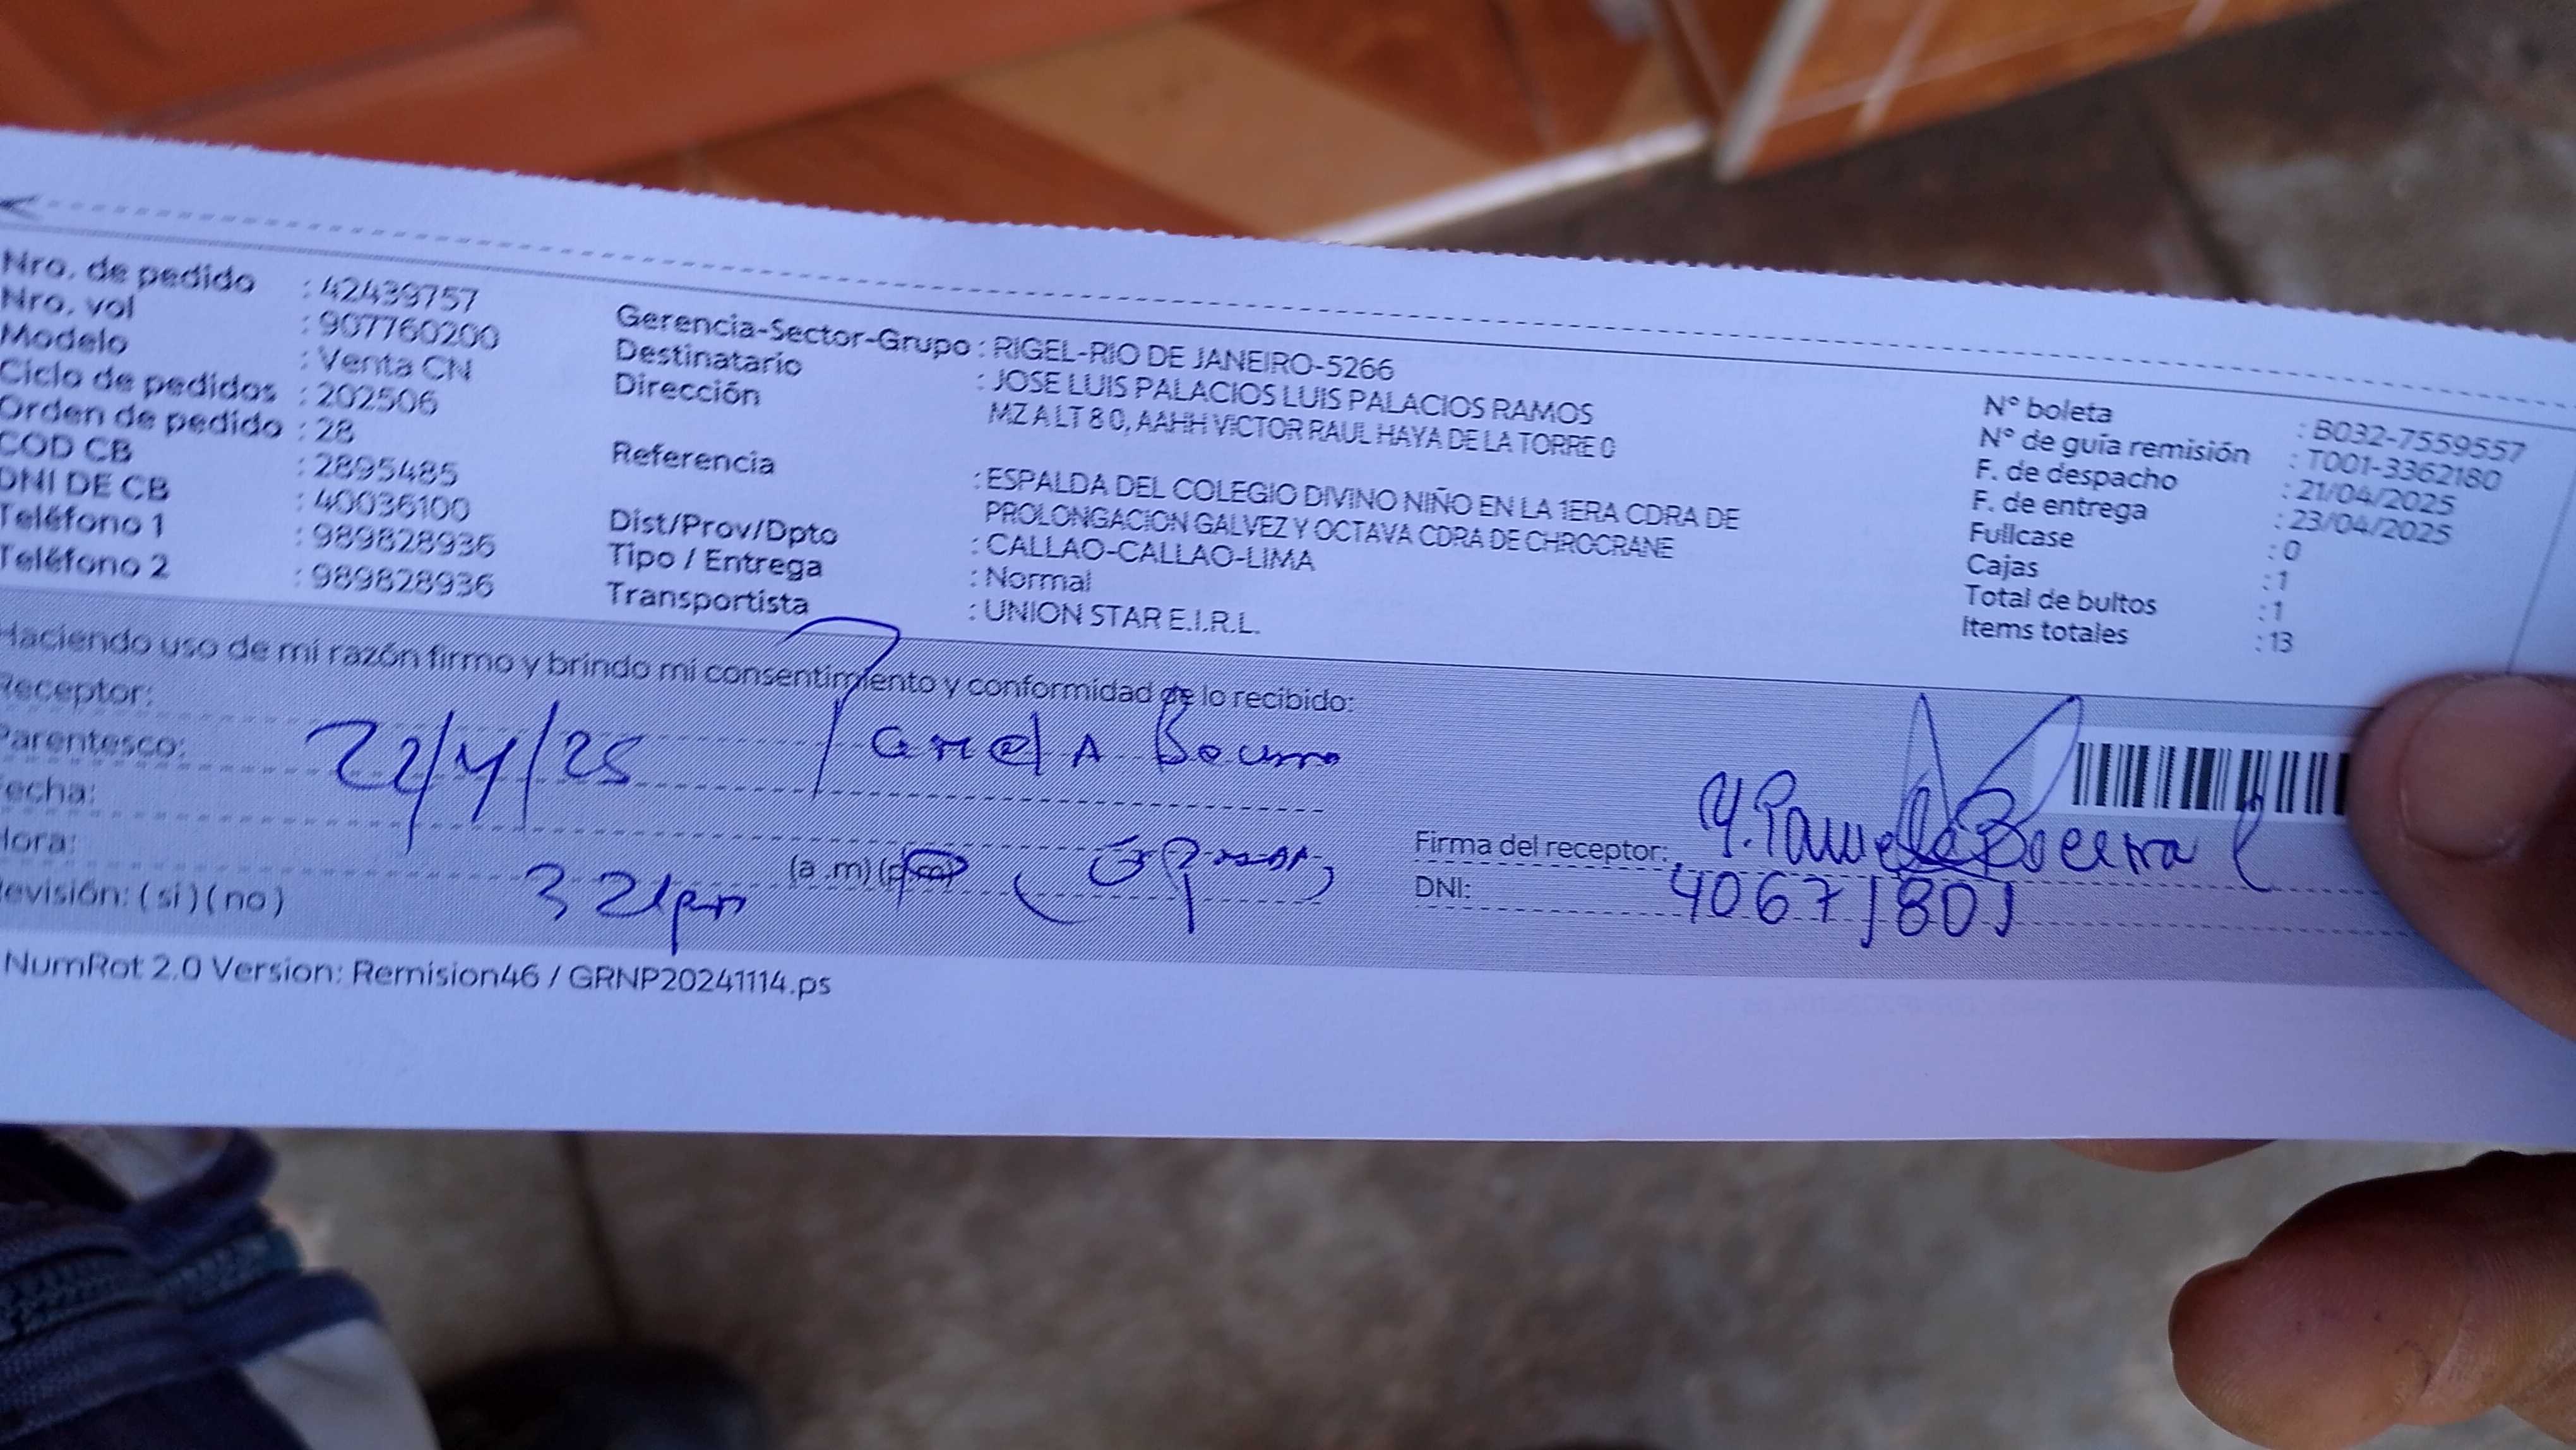 Nro. de pedido : 42439757
Nro. vol : 907760200
Modelo : Venta CN
Ciclo de pedidos : 202506
Orden de pedido : 28
COD CB : 2895485
DNI DE CB : 40036100
Teléfono 1 : 989828936
Teléfono 2 : 989828936
Gerencia-Sector-Grupo : RIGEL-RIO DE JANEIRO-5266
Destinatario : JOSE LUIS PALACIOS LUIS PALACIOS RAMOS
Dirección MZ A LT 8 0, AAHH VICTOR RAUL HAYA DE LA TORRE 0
Referencia : ESPALDA DEL COLEGIO DIVINO NIÑO EN LA 1ERA CDRA DE
PROLONGACION GALVEZ Y OCTAVA CDRA DE CHROCRANE
Dist/Prov/Dpto : CALLAO-CALLAO-LIMA
Tipo / Entrega : Normal
Transportista : UNION STAR E.I.R.L.
N° boleta : B032-7559557
N° de guía remisión : T001-3362180
F. de despacho : 21/04/2025
F. de entrega : 23/04/2025
Fullcase : 0
Cajas : 1
Total de bultos : 1
Items totales : 13
Haciendo uso de mi razón firmo y brindo mi consentimiento y conformidad de lo recibido:
Receptor:
Parentesco:
22/4/25
Fecha:
Hora: (a .m) (p.m)
3 21pm
Revisión: ( si ) ( no )
Firma del receptor: Y. Pamela Becerra
DNI: 40671801
NumRot 2.0 Version: Remision46 / GRNP20241114.ps